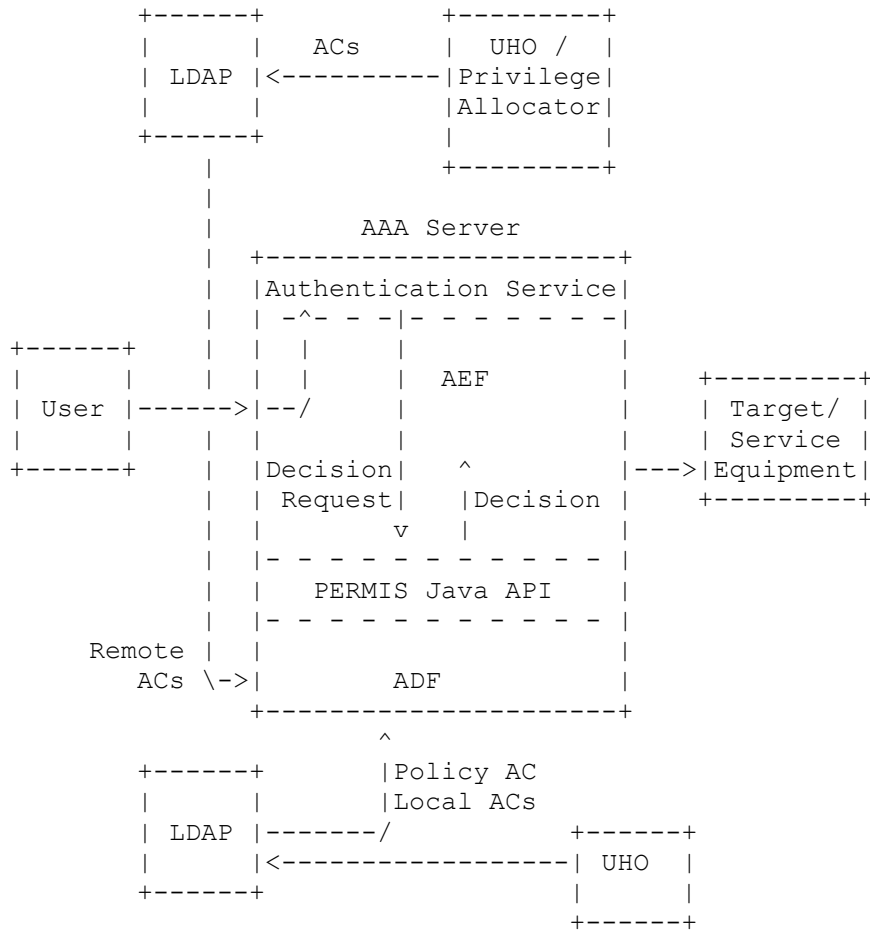 ACs UHO /
LDAP Privilege
Allocator
AAA Server
Authentication Service
AEF
User Target/
Service
Decision Equipment
Request Decision
PERMIS Java API
Remote
ACs ADF
Policy AC
Local ACs
LDAP
UHO